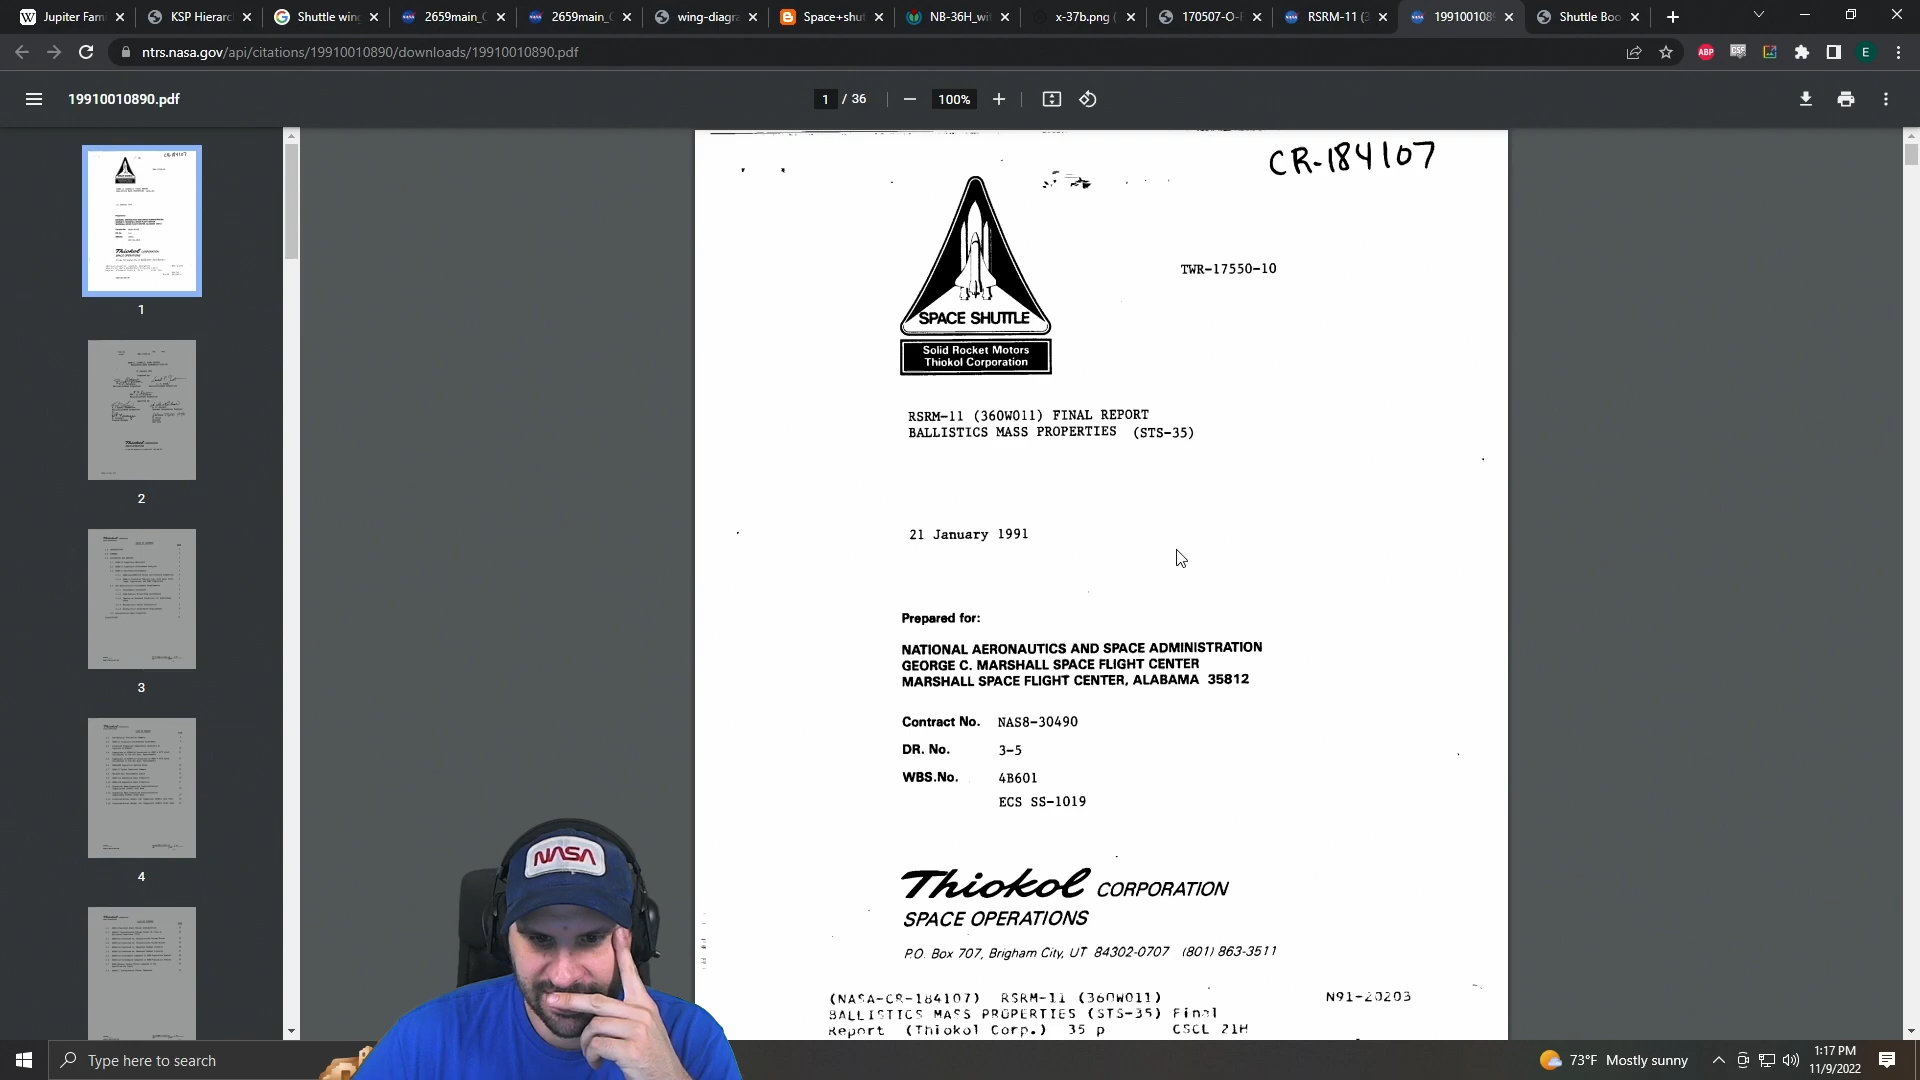 Jupiter Fam
KSP Hierarc
Shuttle win
2659main_
2659main_
wing-diagra
Space+shu
NB-36H_wi
x-37b.png (
170507-O-F
RSRM-11 (3
1991001089
Shuttle Boo
ntrs.nasa.gov/api/citations/19910010890/downloads/19910010890.pdf
ABP
E
19910010890.pdf
1 / 36
100%
1
2
3
4
CR-184107
TWR-17550-10
SPACE SHUTTLE
Solid Rocket Motors
Thiokol Corporation
RSRM-11 (360W011) FINAL REPORT
BALLISTICS MASS PROPERTIES (STS-35)
21 January 1991
Prepared for:
NATIONAL AERONAUTICS AND SPACE ADMINISTRATION
GEORGE C. MARSHALL SPACE FLIGHT CENTER
MARSHALL SPACE FLIGHT CENTER, ALABAMA 35812
Contract No. NAS8-30490
DR. No. 3-5
WBS.No. 4B601
ECS SS-1019
Thiokol CORPORATION
SPACE OPERATIONS
P.O. Box 707, Brigham City, UT 84302-0707 (801) 863-3511
(NASA-CR-184107) RSRM-11 (360W011)
N91-20203
BALLISTICS MASS PROPERTIES (STS-35) Final
Report (Thiokol Corp.) 35 p CSCL 21H
NASA
Type here to search
73°F Mostly sunny
1:17 PM
11/9/2022